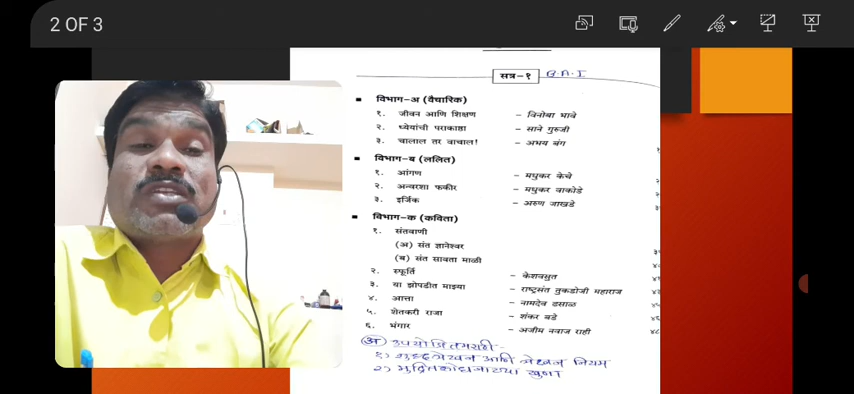 2 OF 3
सत्र-१ B.A.I
विभाग-अ (वैचारिक)
१. जीवन आणि शिक्षण – विनोबा भावे
२. ध्येयांची पराकाष्ठा – साने गुरुजी
३. चालाल तर वाचाल! – अभय बंग
विभाग-ब (ललित)
१. आंगण – मधुकर केचे
२. अन्वरशा फकीर – मधुकर वाकोडे
३. इर्जिक – अरुण जाखडे
विभाग-क (कविता)
१. संतवाणी
(अ) संत ज्ञानेश्वर
(ब) संत सावता माळी
२. स्फूर्ति – केशवसुत
३. या झोपडीत माझ्या – राष्ट्रसंत तुकडोजी महाराज
४. आत्ता – नामदेव ढसाळ
५. शेतकरी राजा – शंकर बडे
६. भंगार – अजीम नवाज राही ४८
(अ) उपयोजित मराठी-
१) शुद्धलेखन आणि लेखन नियम
२) मुद्रितशोधनाच्या खुणा